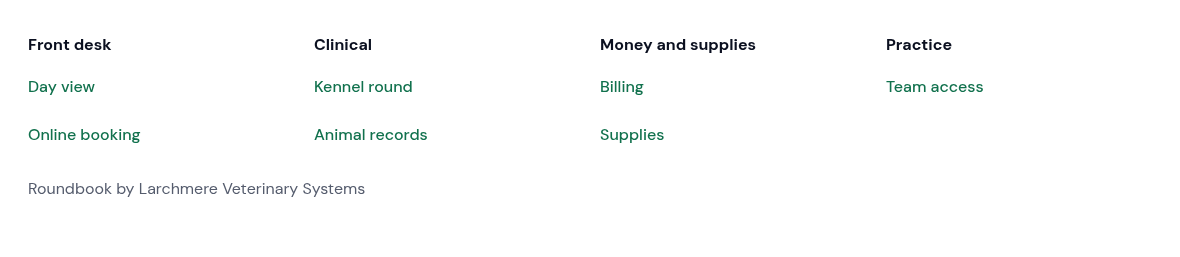 Front desk
Day view
Online booking
Clinical
Kennel round
Animal records
Money and supplies
Billing
Supplies
Practice
Team access
Roundbook by Larchmere Veterinary Systems